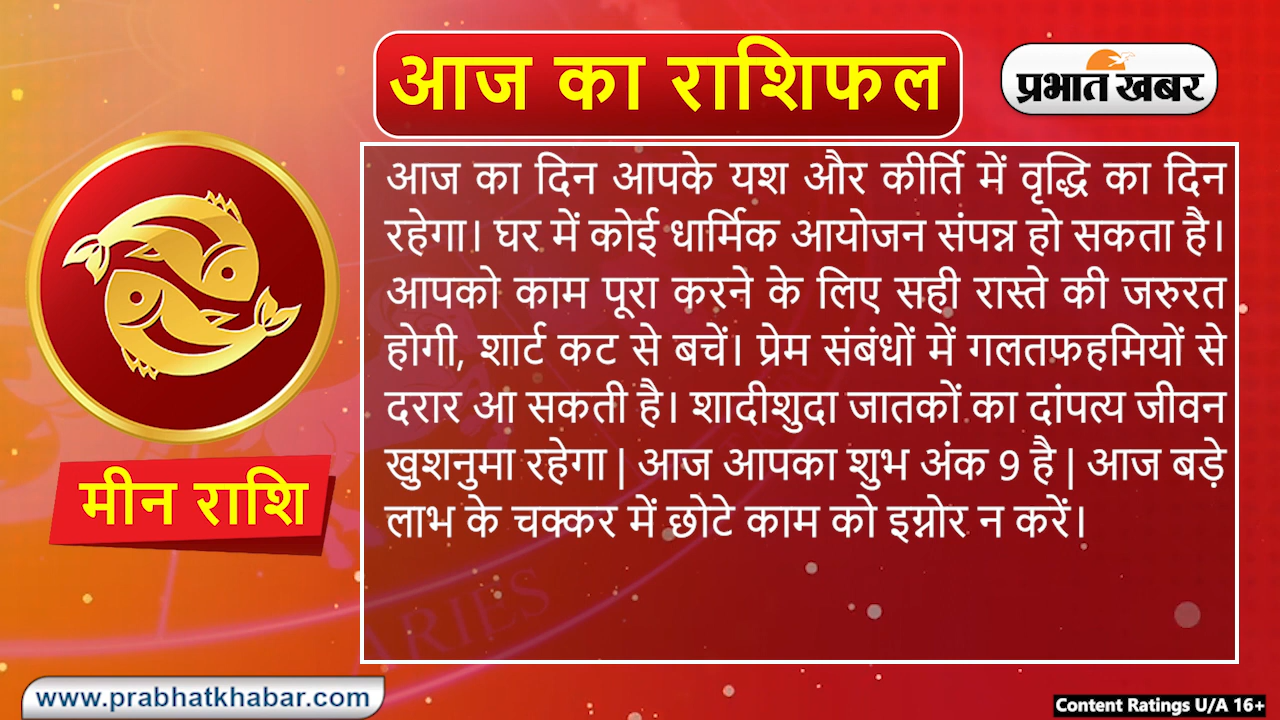 आज का राशिफल
प्रभात खबर
आज का दिन आपके यश और कीर्ति में वृद्धि का दिन
रहेगा। घर में कोई धार्मिक आयोजन संपन्न हो सकता है।
आपको काम पूरा करने के लिए सही रास्ते की जरुरत
होगी, शार्ट कट से बचें। प्रेम संबंधों में गलतफहमियों से
दरार आ सकती है। शादीशुदा जातकों का दांपत्य जीवन
खुशनुमा रहेगा | आज आपका शुभ अंक 9 है | आज बड़े
लाभ के चक्कर में छोटे काम को इग्नोर न करें।
मीन राशि
ARIES
www.prabhatkhabar.com
Content Ratings U/A 16+